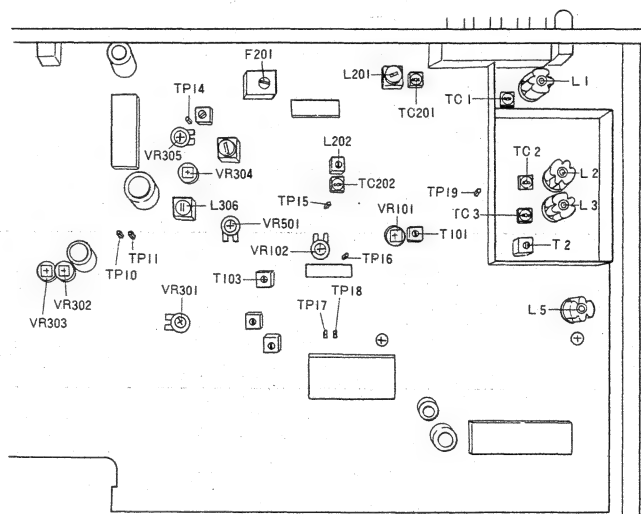 F201
L201
L1
TP14
TC1
TC201
L202
VR305
TC2
L2
VR304
TC202
TP19
L306
TP15
VR101
TC3
L3
VR501
T101
TP10
TP11
VR102
T2
TP16
VR302
T103
VR303
VR301
TP18
TP17
L5